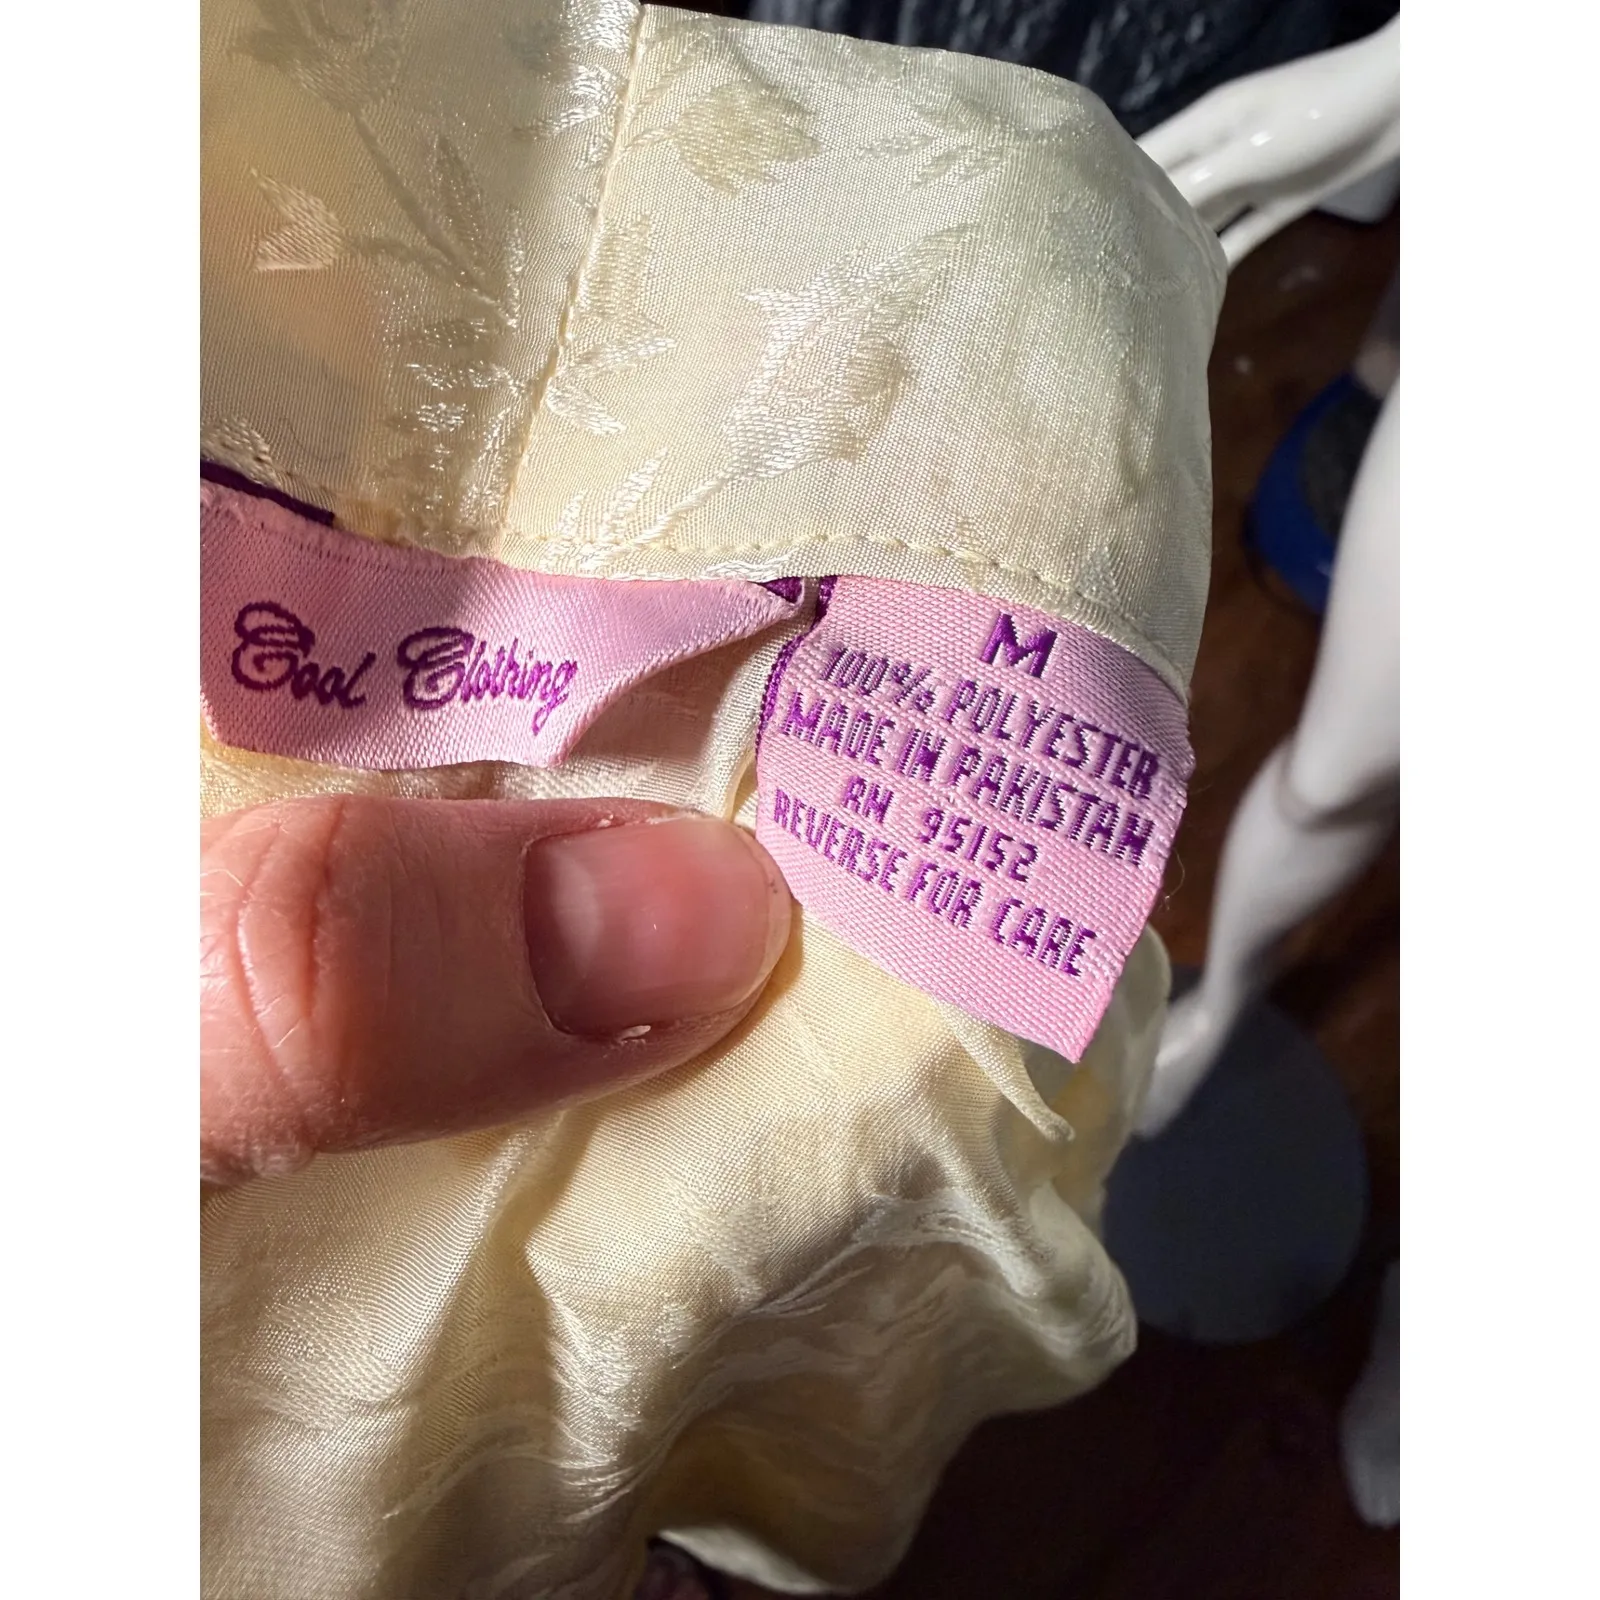 Cool Clothing
M
100% POLYESTER
MADE IN PAKISTAN
RN 95152
REVERSE FOR CARE